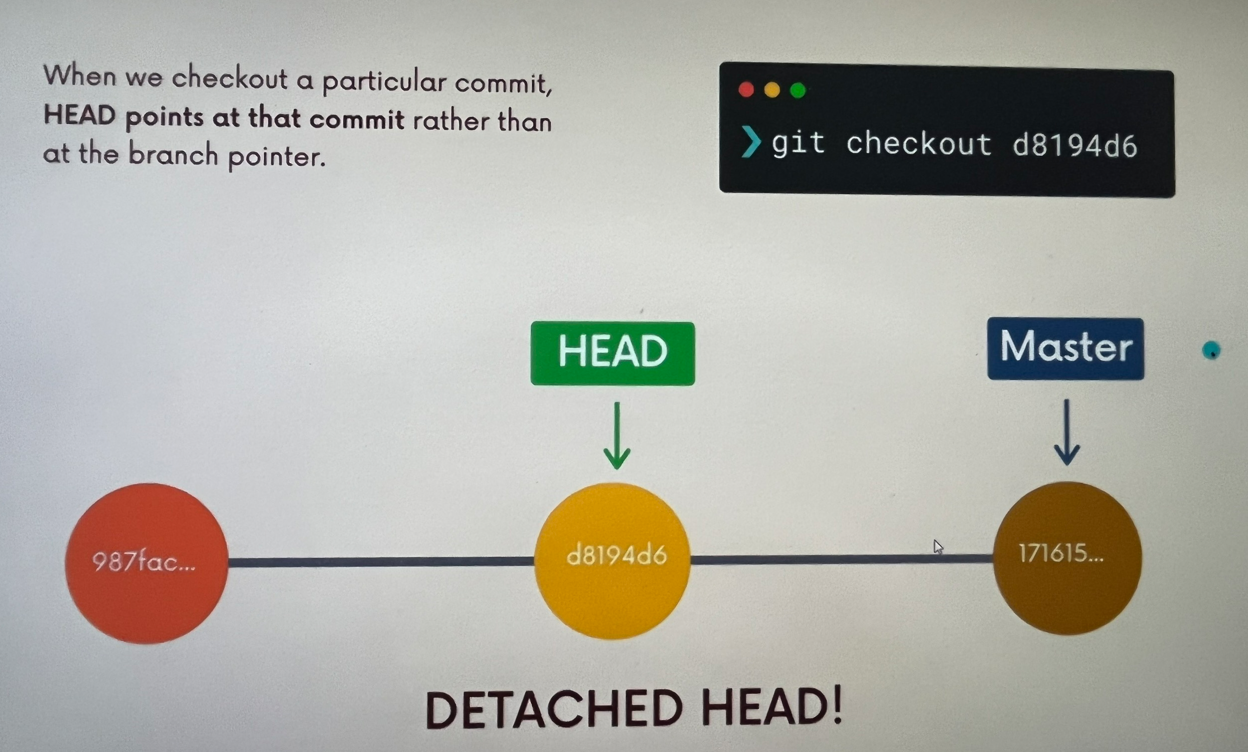 When we checkout a particular commit,
HEAD points at that commit rather than
at the branch pointer.
❯ git checkout d8194d6
HEAD
Master
987fac...
d8194d6
171615...
DETACHED HEAD!